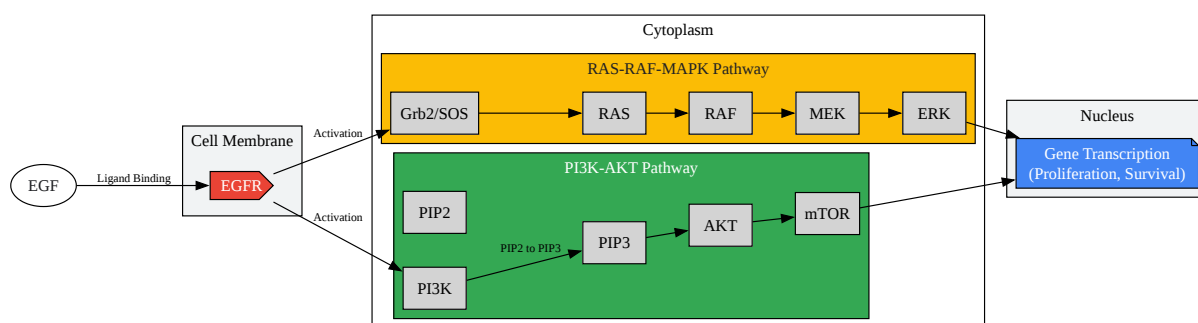 Cytoplasm
RAS-RAF-MAPK Pathway
Grb2/SOS
RAS
RAF
MEK
ERK
Nucleus
Gene Transcription
(Proliferation, Survival)
Cell Membrane
EGF
Ligand Binding
EGFR
Activation
Activation
PI3K-AKT Pathway
PIP2
PI3K
PIP2 to PIP3
PIP3
AKT
mTOR